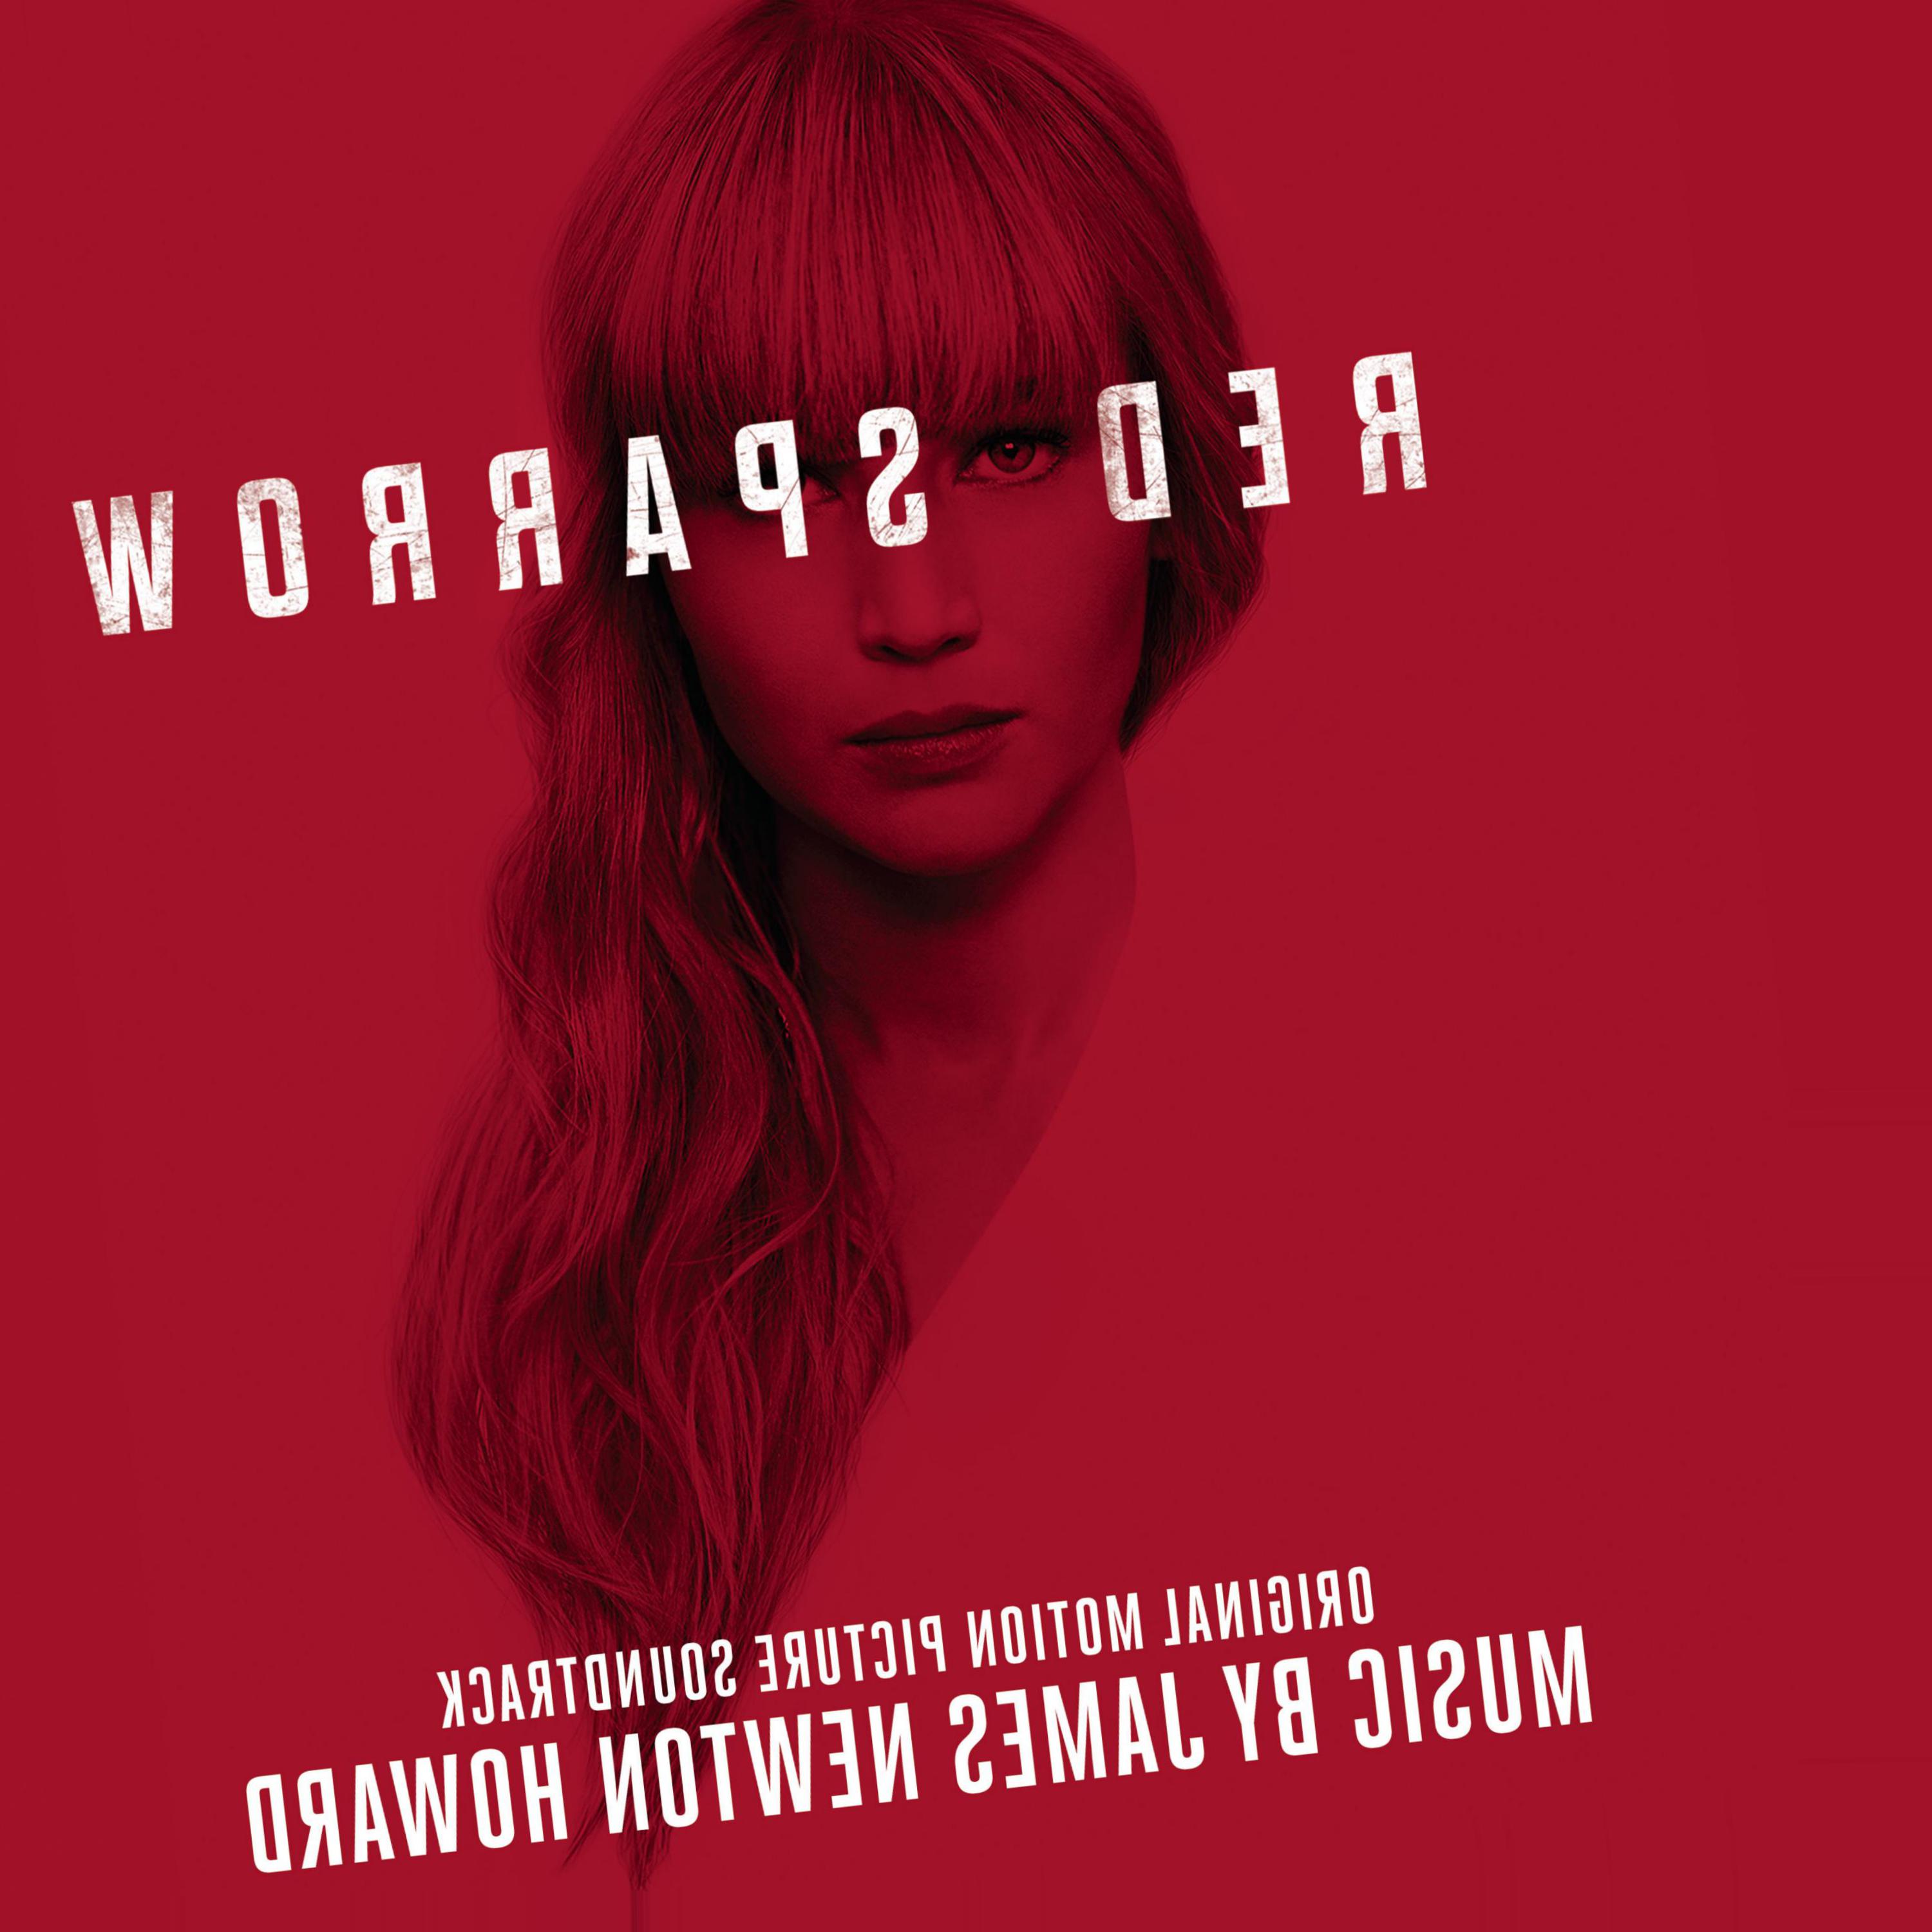 RED SPARROW
ORIGINAL MOTION PICTURE SOUNDTRACK
MUSIC BY JAMES NEWTON HOWARD